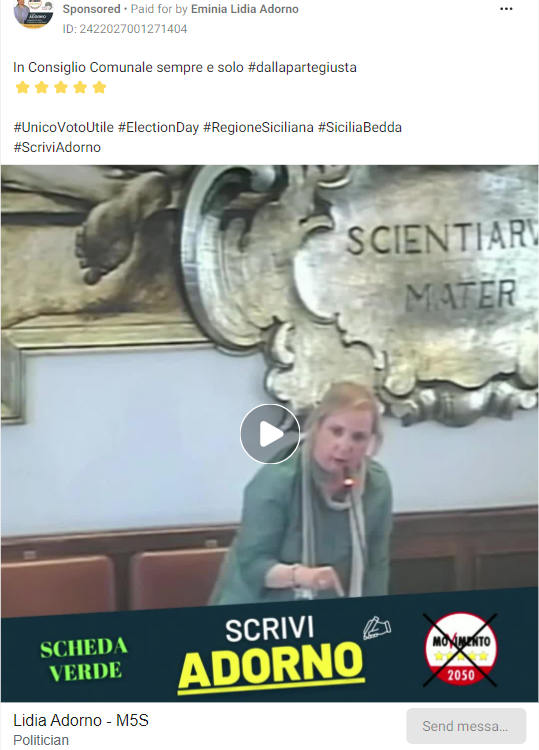 Sponsored • Paid for by Eminia Lidia Adorno
ID: 2422027001271404
In Consiglio Comunale sempre e solo #dallapartegiusta
#UnicoVotoUtile #ElectionDay #RegioneSiciliana #SiciliaBedda
#ScriviAdorno
SCIENTIARV
MATER
SCHEDA
VERDE
SCRIVI
ADORNO
MOVIMENTO
2050
Lidia Adorno - M5S
Politician
Send messa...